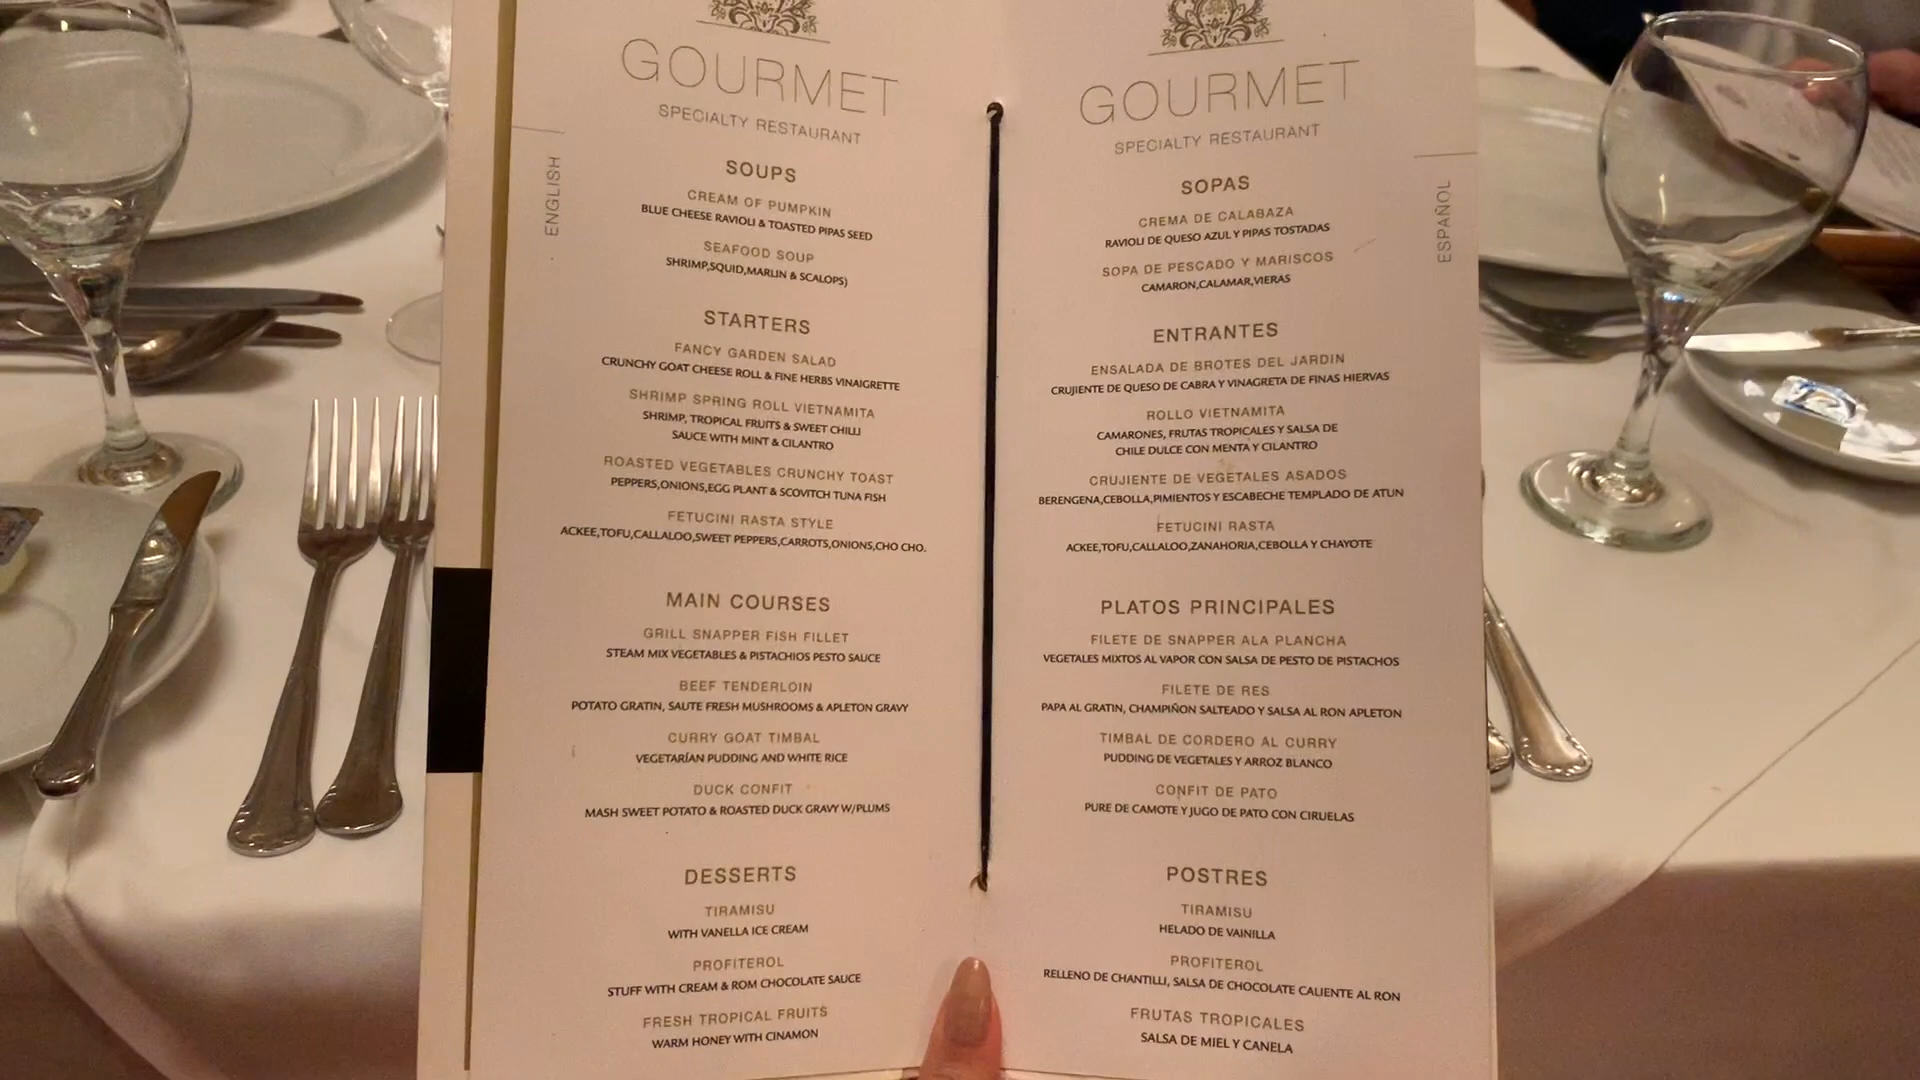 GOURMET
SPECIALTY RESTAURANT
ENGLISH
SOUPS
CREAM OF PUMPKIN
BLUE CHEESE RAVIOLI & TOASTED PIPAS SEED
SEAFOOD SOUP
SHRIMP,SQUID,MARLIN & SCALOPS)
STARTERS
FANCY GARDEN SALAD
CRUNCHY GOAT CHEESE ROLL & FINE HERBS VINAIGRETTE
SHRIMP SPRING ROLL VIETNAMITA
SHRIMP, TROPICAL FRUITS & SWEET CHILLI
SAUCE WITH MINT & CILANTRO
ROASTED VEGETABLES CRUNCHY TOAST
PEPPERS,ONIONS,EGG PLANT & SCOVITCH TUNA FISH
FETUCINI RASTA STYLE
ACKEE,TOFU,CALLALOO,SWEET PEPPERS,CARROTS,ONIONS,CHO CHO.
MAIN COURSES
GRILL SNAPPER FISH FILLET
STEAM MIX VEGETABLES & PISTACHIOS PESTO SAUCE
BEEF TENDERLOIN
POTATO GRATIN, SAUTE FRESH MUSHROOMS & APLETON GRAVY
CURRY GOAT TIMBAL
VEGETARÍAN PUDDING AND WHITE RICE
DUCK CONFIT
MASH SWEET POTATO & ROASTED DUCK GRAVY W/PLUMS
DESSERTS
TIRAMISU
WITH VANELLA ICE CREAM
PROFITEROL
STUFF WITH CREAM & ROM CHOCOLATE SAUCE
FRESH TROPICAL FRUITS
WARM HONEY WITH CINAMON
GOURMET
SPECIALTY RESTAURANT
ESPAÑOL
SOPAS
CREMA DE CALABAZA
RAVIOLI DE QUESO AZUL Y PIPAS TOSTADAS
SOPA DE PESCADO Y MARISCOS
CAMARON,CALAMAR,VIERAS
ENTRANTES
ENSALADA DE BROTES DEL JARDIN
CRUJIENTE DE QUESO DE CABRA Y VINAGRETA DE FINAS HIERVAS
ROLLO VIETNAMITA
CAMARONES, FRUTAS TROPICALES Y SALSA DE
CHILE DULCE CON MENTA Y CILANTRO
CRUJIENTE DE VEGETALES ASADOS
BERENGENA,CEBOLLA,PIMIENTOS Y ESCABECHE TEMPLADO DE ATUN
FETUCINI RASTA
ACKEE,TOFU,CALLALOO,ZANAHORIA,CEBOLLA Y CHAYOTE
PLATOS PRINCIPALES
FILETE DE SNAPPER ALA PLANCHA
VEGETALES MIXTOS AL VAPOR CON SALSA DE PESTO DE PISTACHOS
FILETE DE RES
PAPA AL GRATIN, CHAMPIÑON SALTEADO Y SALSA AL RON APLETON
TIMBAL DE CORDERO AL CURRY
PUDDING DE VEGETALES Y ARROZ BLANCO
CONFIT DE PATO
PURE DE CAMOTE Y JUGO DE PATO CON CIRUELAS
POSTRES
TIRAMISU
HELADO DE VAINILLA
PROFITEROL
RELLENO DE CHANTILLI, SALSA DE CHOCOLATE CALIENTE AL RON
FRUTAS TROPICALES
SALSA DE MIEL Y CANELA